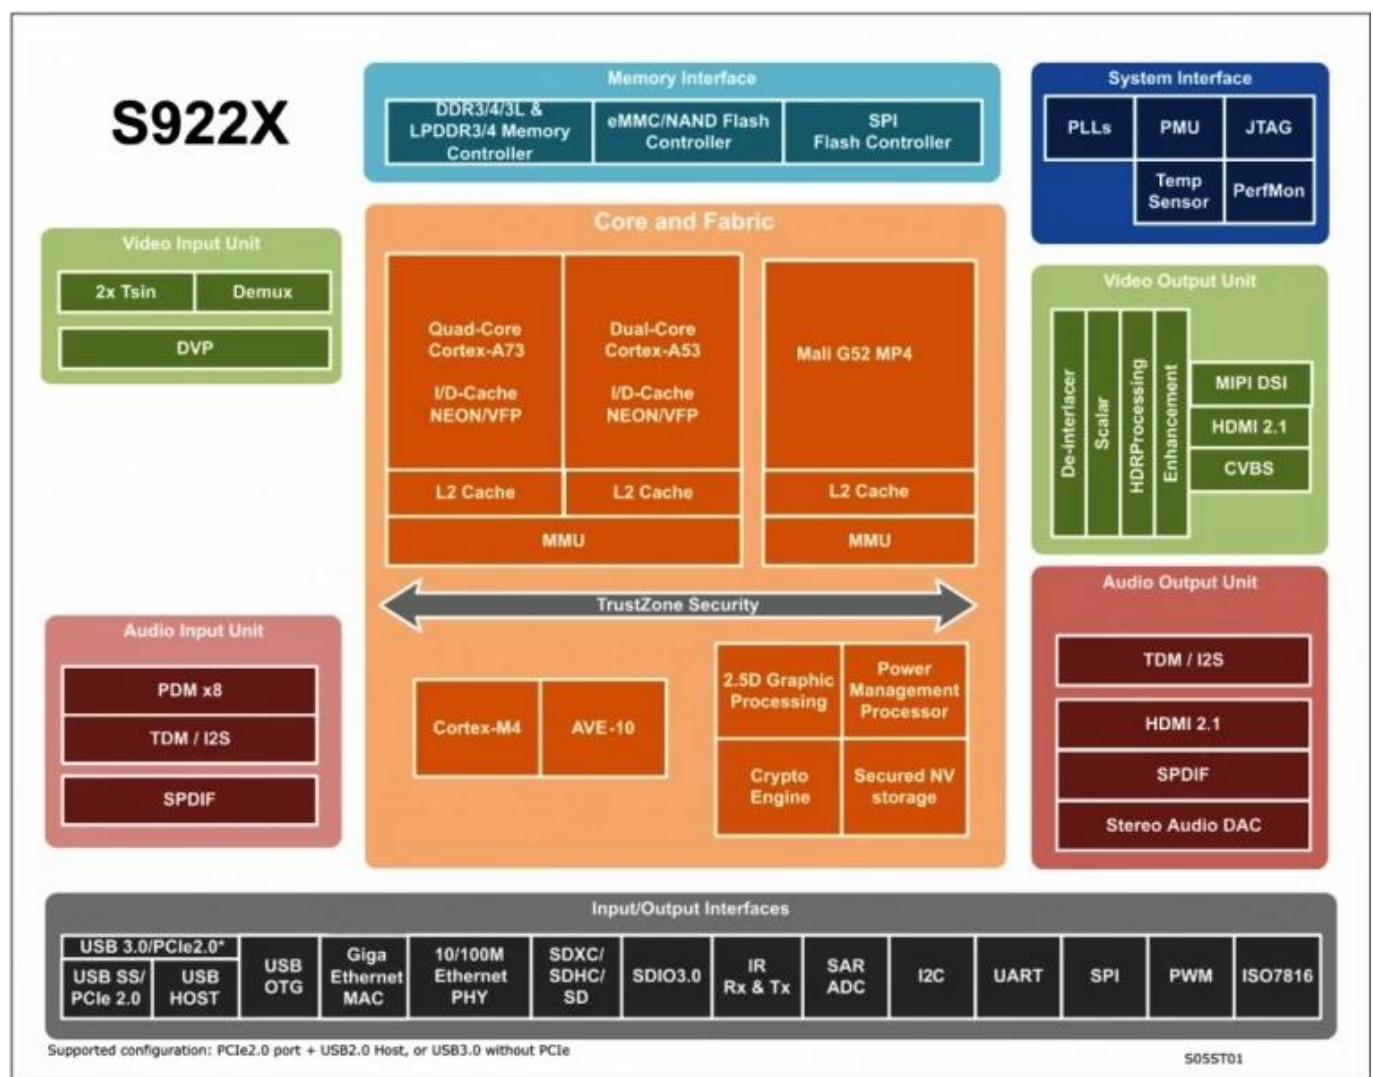 S922X
Memory Interface
DDR3/4/3L &
LPDDR3/4 Memory
Controller
eMMC/NAND Flash
Controller
SPI
Flash Controller
System Interface
PLLs
PMU
JTAG
Temp
Sensor
PerfMon
Video Input Unit
2x Tsin
Demux
DVP
Core and Fabric
Quad-Core
Cortex-A73
I/D-Cache
NEON/VFP
Dual-Core
Cortex-A53
I/D-Cache
NEON/VFP
Mali G52 MP4
L2 Cache
L2 Cache
L2 Cache
MMU
MMU
TrustZone Security
Cortex-M4
AVE-10
2.5D Graphic
Processing
Power
Management
Processor
Crypto
Engine
Secured NV
storage
Video Output Unit
De-interlacer
Scalar
HDRProcessing
Enhancement
MIPI DSI
HDMI 2.1
CVBS
Audio Input Unit
PDM x8
TDM / I2S
SPDIF
Audio Output Unit
TDM / I2S
HDMI 2.1
SPDIF
Stereo Audio DAC
Input/Output Interfaces
USB 3.0/PCIe2.0*
USB SS/
PCIe 2.0
USB
HOST
USB
OTG
Giga
Ethernet
MAC
10/100M
Ethernet
PHY
SDXC/
SDHC/
SD
SDIO3.0
IR
Rx & Tx
SAR
ADC
I2C
UART
SPI
PWM
ISO7816
Supported configuration: PCIe2.0 port + USB2.0 Host, or USB3.0 without PCIe
S05ST01